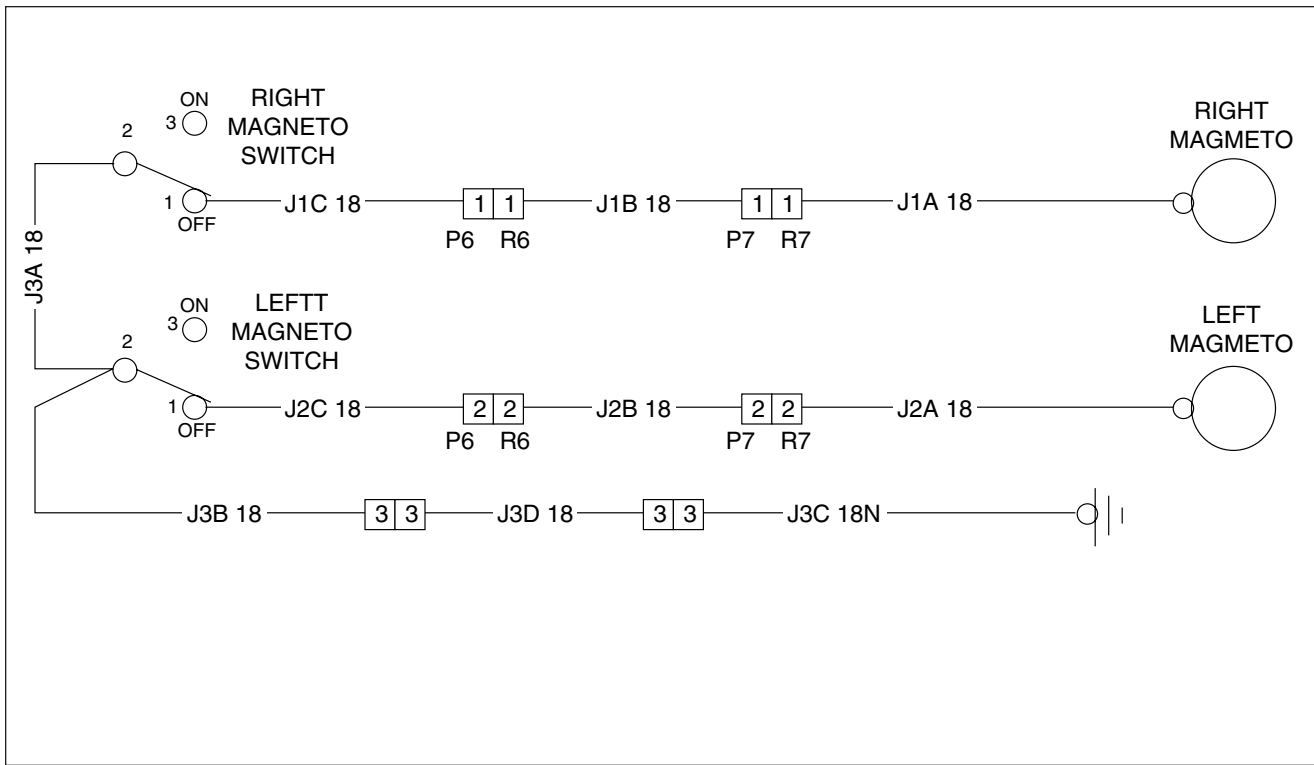 ON
3
RIGHT
MAGNETO
SWITCH
2
1
OFF
J1C 18
1 1
P6 R6
J1B 18
1 1
P7 R7
J1A 18
RIGHT
MAGMETO
J3A 18
ON
3
LEFTT
MAGNETO
SWITCH
2
1
OFF
J2C 18
2 2
P6 R6
J2B 18
2 2
P7 R7
J2A 18
LEFT
MAGMETO
J3B 18
3 3
J3D 18
3 3
J3C 18N